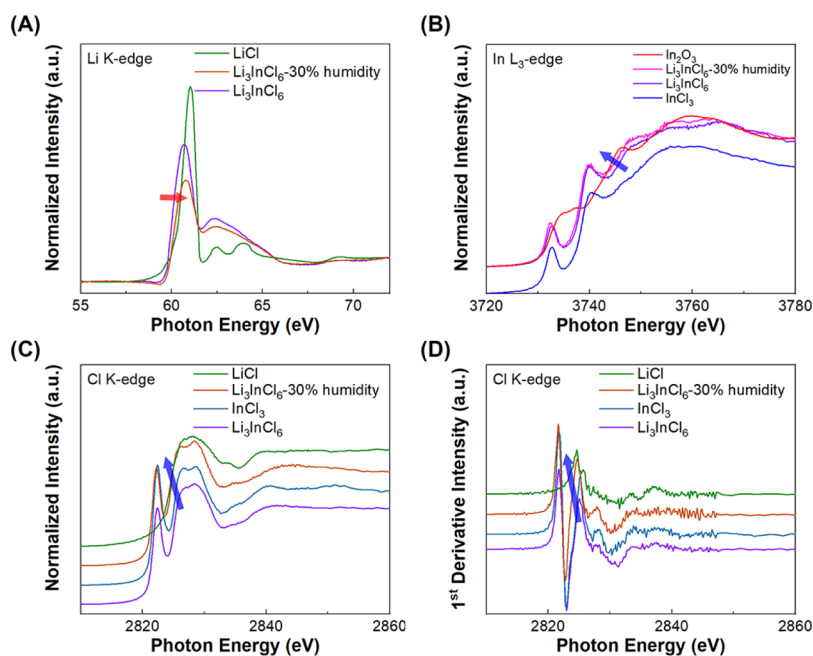 (A)
Li K-edge
LiCl
Li₃InCl₆-30% humidity
Li₃InCl₆
Normalized Intensity (a.u.)
55 60 65 70
Photon Energy (eV)
(B)
In L₃-edge
In₂O₃
Li₃InCl₆-30% humidity
Li₃InCl₆
InCl₃
Normalized Intensity (a.u.)
3720 3740 3760 3780
Photon Energy (eV)
(C)
Cl K-edge
LiCl
Li₃InCl₆-30% humidity
InCl₃
Li₃InCl₆
Normalized Intensity (a.u.)
2820 2840 2860
Photon Energy (eV)
(D)
Cl K-edge
LiCl
Li₃InCl₆-30% humidity
InCl₃
Li₃InCl₆
1st Derivative Intensity (a.u.)
2820 2840 2860
Photon Energy (eV)